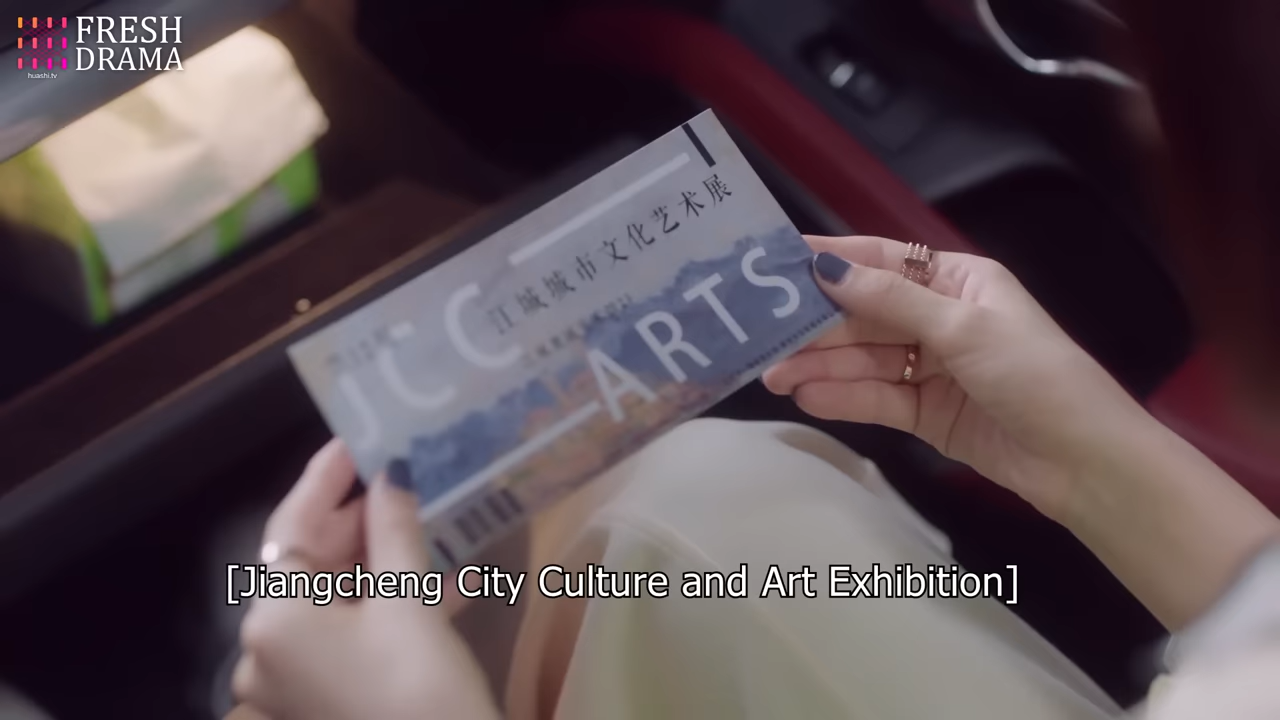 FRESH
DRAMA
huashi.tv
江城城市文化艺术展
JCC
ARTS
[Jiangcheng City Culture and Art Exhibition]